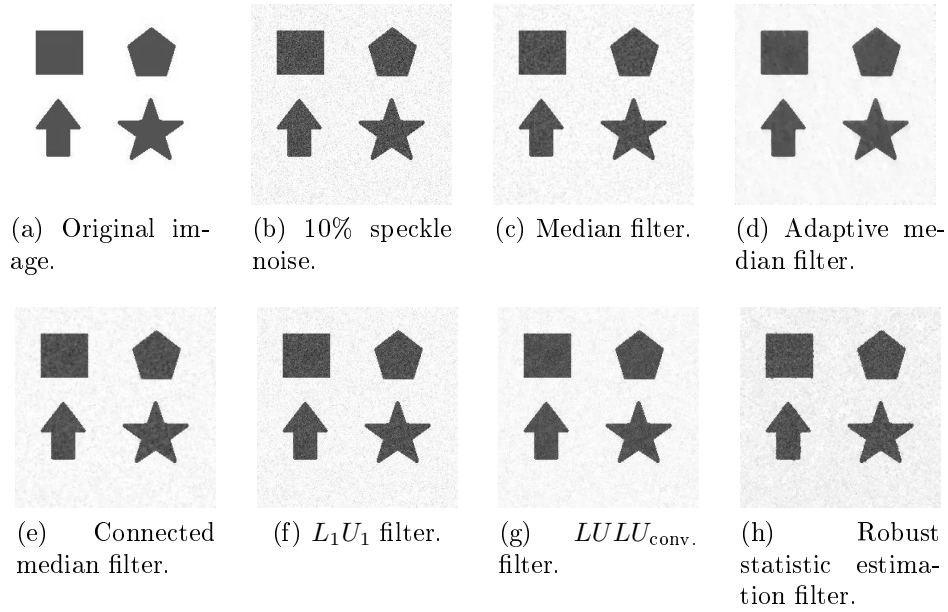 (a) Original im-
age.
(b) 10% speckle
noise.
(c) Median filter.
(d) Adaptive me-
dian filter.
(e) Connected
median filter.
(f) L₁U₁ filter.
(g) LULU_conv.
filter.
(h) Robust
statistic estima-
tion filter.